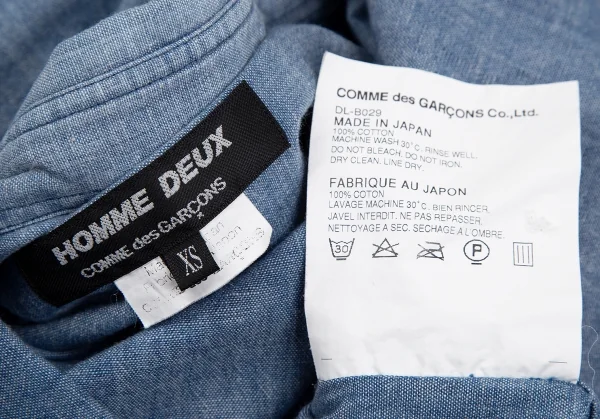 HOMME DEUX
COMME des GARÇONS
XS
COMME des GARÇONS Co., Ltd.
DL-B029
MADE IN JAPAN
100% COTTON
MACHINE WASH 30°C. RINSE WELL.
DO NOT BLEACH. DO NOT IRON.
DRY CLEAN. LINE DRY.
FABRIQUE AU JAPON
100% COTON
LAVAGE MACHINE 30°C. BIEN RINCER.
JAVEL INTERDIT. NE PAS REPASSER.
NETTOYAGE A SEC. SECHAGE A L'OMBRE.
30 P